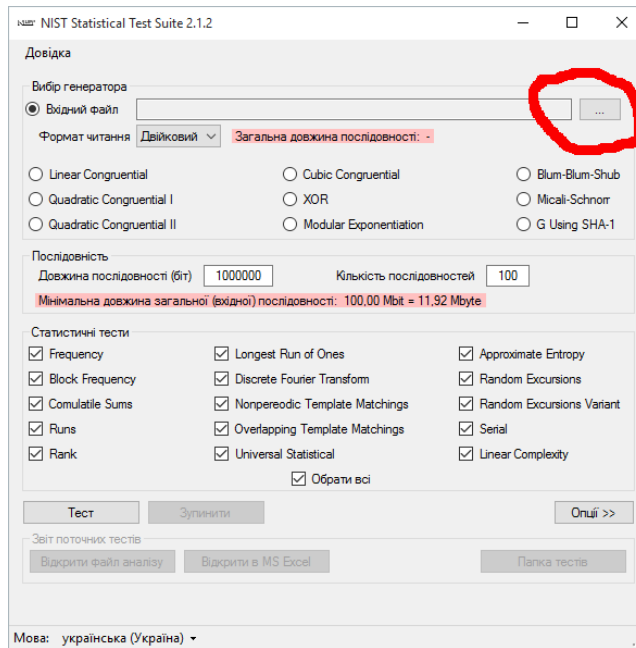 NIST NIST Statistical Test Suite 2.1.2
Довідка
Вибір генератора
Вхідний файл ...
Формат читання Двійковий Загальна довжина послідовності: -
Linear Congruential Cubic Congruential Blum-Blum-Shub
Quadratic Congruential I XOR Micali-Schnorr
Quadratic Congruential II Modular Exponentiation G Using SHA-1
Послідовність
Довжина послідовності (біт) 1000000 Кількість послідовностей 100
Мінімальна довжина загальної (вхідної) послідовності: 100,00 Mbit = 11,92 Mbyte
Статистичні тести
Frequency Longest Run of Ones Approximate Entropy
Block Frequency Discrete Fourier Transform Random Excursions
Comulatile Sums Nonpereodic Template Matchings Random Excursions Variant
Runs Overlapping Template Matchings Serial
Rank Universal Statistical Linear Complexity
Обрати всі
Тест Зупинити Опції >>
Звіт поточних тестів
Відкрити файл аналізу Відкрити в MS Excel Папка тестів
Мова: українська (Україна)